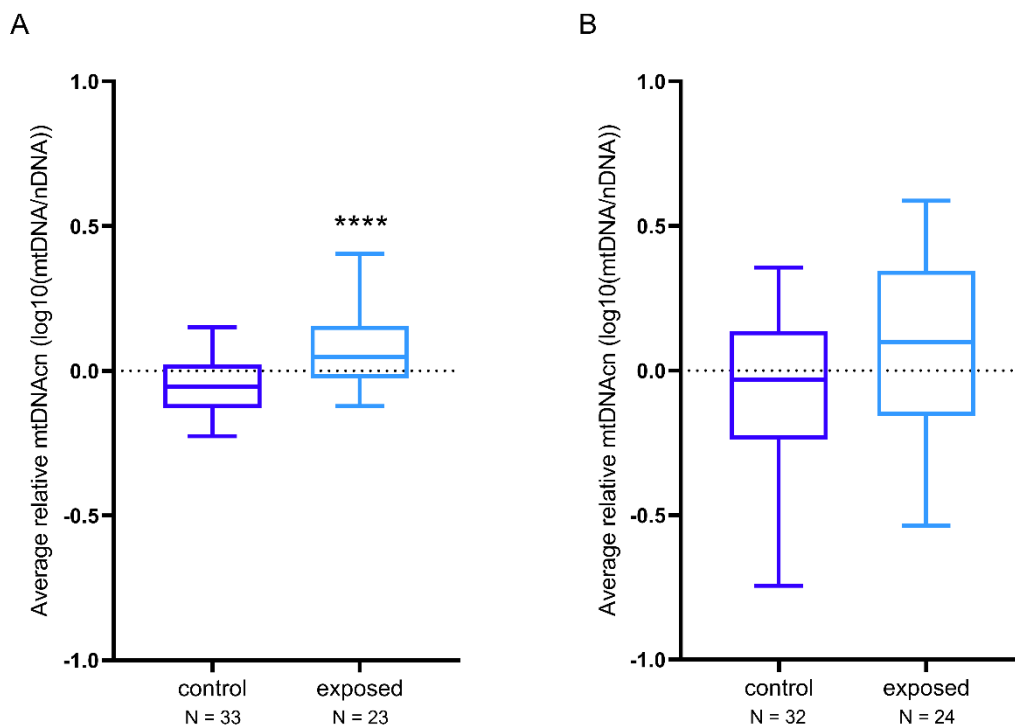 A
Average relative mtDNAcn (log10(mtDNA/nDNA))
1.0
0.5
0.0
-0.5
-1.0
****
control
N = 33
exposed
N = 23
B
Average relative mtDNAcn (log10(mtDNA/nDNA))
1.0
0.5
0.0
-0.5
-1.0
control
N = 32
exposed
N = 24